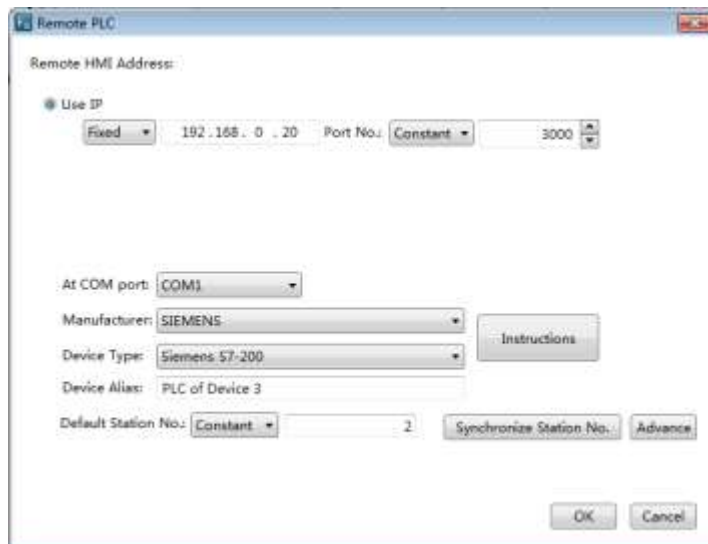 Remote PLC
Remote HMI Address:
Use IP
Fixed 192.168. 0 . 20 Port No.: Constant 3000
At COM port: COM1
Manufacturer: SIEMENS
Instructions
Device Type: Siemens S7-200
Device Alias: PLC of Device 3
Default Station No.: Constant 2 Synchronize Station No. Advance
OK Cancel